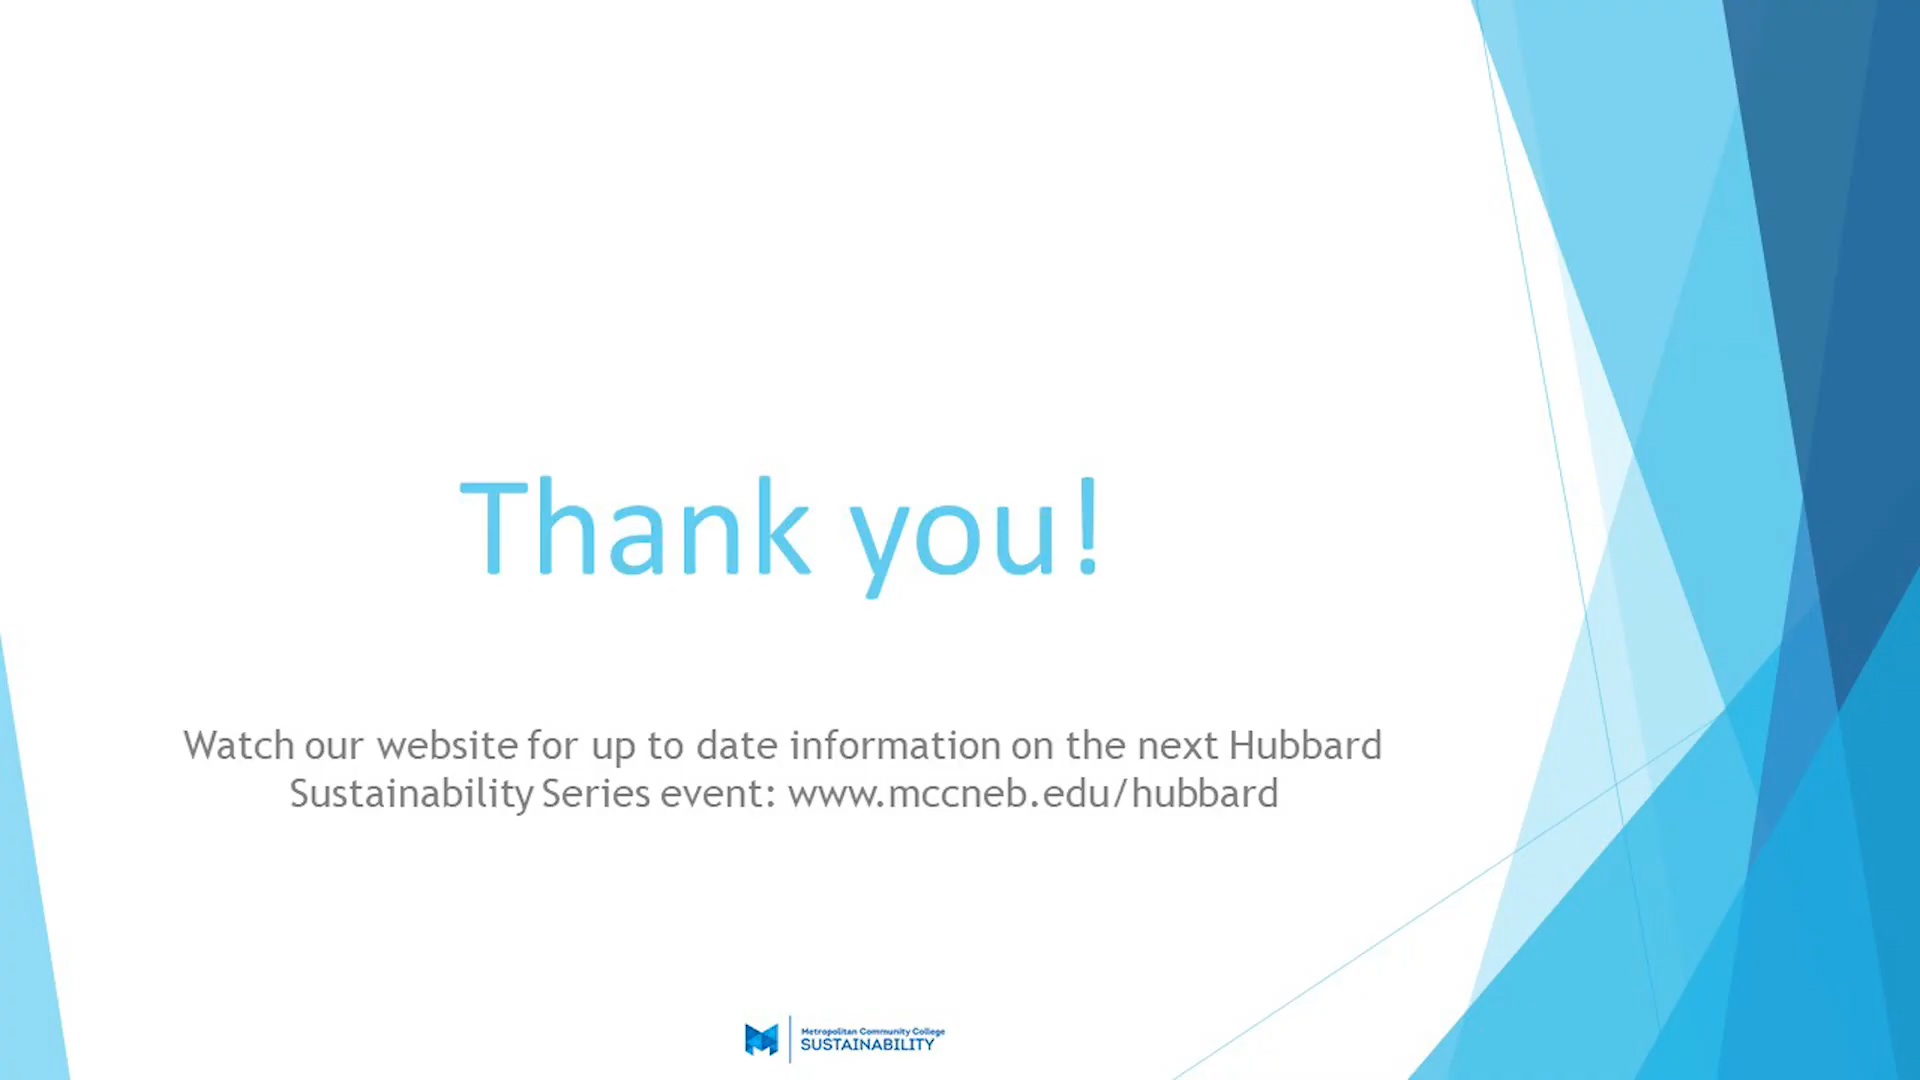 Thank you!
Watch our website for up to date information on the next Hubbard
Sustainability Series event: www.mccneb.edu/hubbard
Metropolitan Community College
SUSTAINABILITY